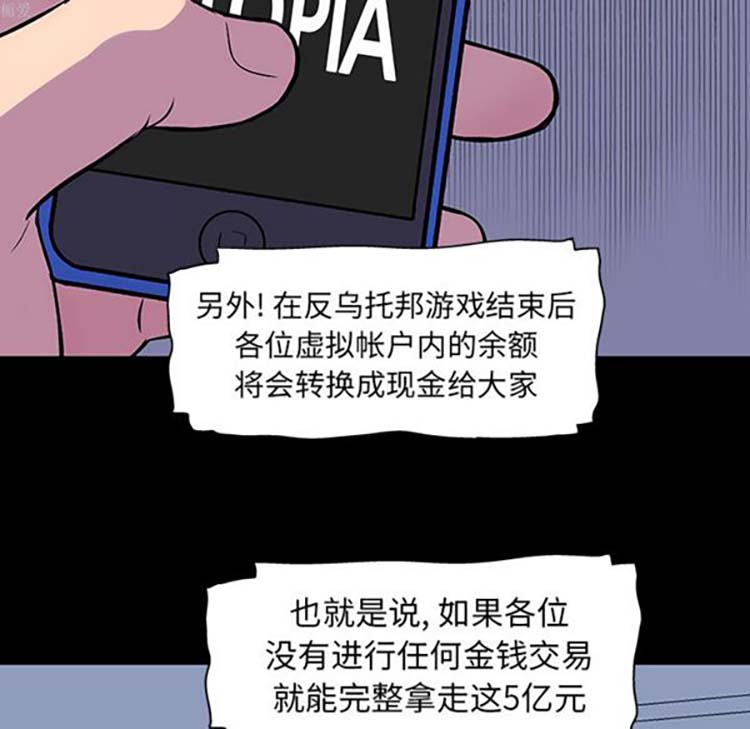 栀爱
TOPIA
另外! 在反乌托邦游戏结束后
各位虚拟帐户内的余额
将会转换成现金给大家
也就是说, 如果各位
没有进行任何金钱交易
就能完整拿走这5亿元